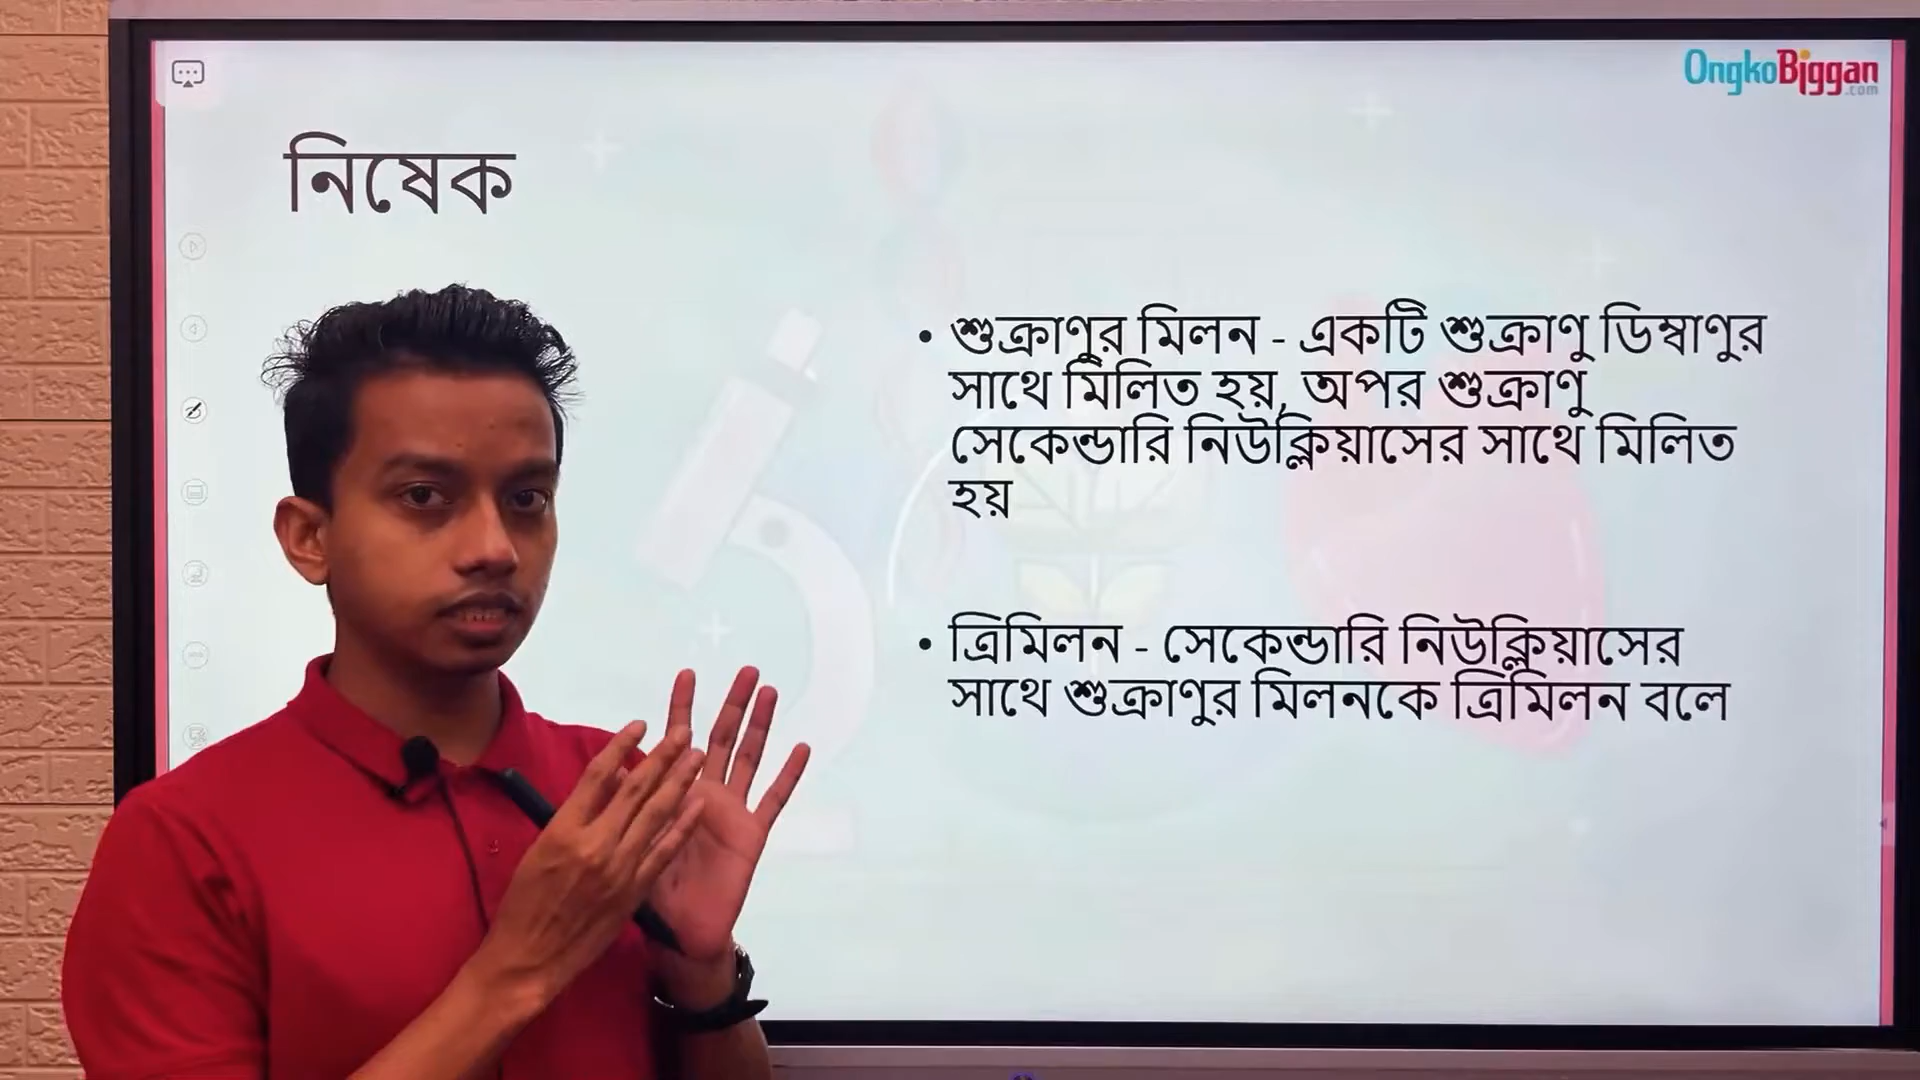 OngkoBiggan
.com
নিষেক
• শুক্রাণুর মিলন - একটি শুক্রাণু ডিম্বাণুর
সাথে মিলিত হয়, অপর শুক্রাণু
সেকেন্ডারি নিউক্লিয়াসের সাথে মিলিত
হয়
• ত্রিমিলন - সেকেন্ডারি নিউক্লিয়াসের
সাথে শুক্রাণুর মিলনকে ত্রিমিলন বলে